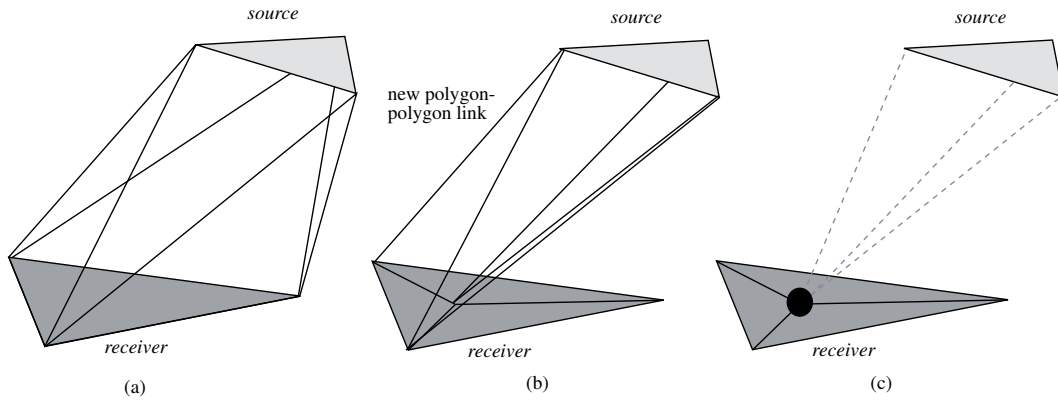 source
source
source
new polygon-
polygon link
receiver
receiver
receiver
(a)
(b)
(c)